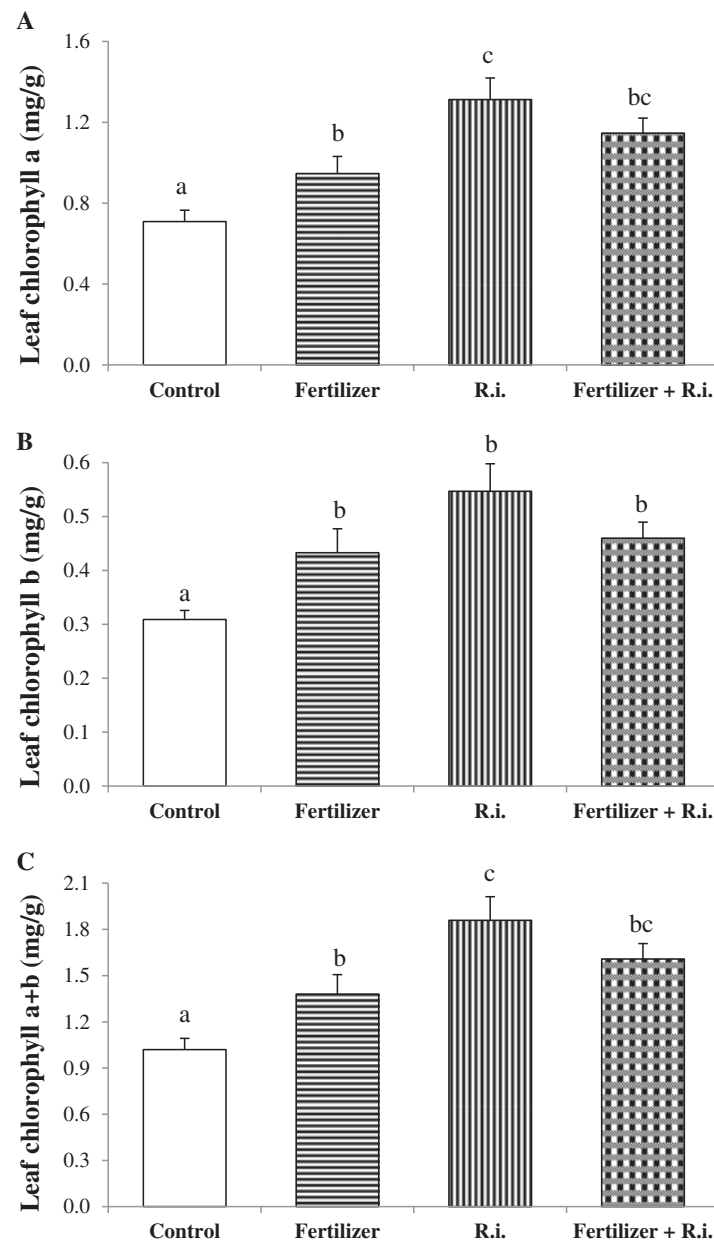 A
Leaf chlorophyll a (mg/g)
1.6
1.2
0.8
0.4
0.0
a
b
c
bc
Control Fertilizer R.i. Fertilizer + R.i.
B
Leaf chlorophyll b (mg/g)
0.6
0.5
0.4
0.3
0.2
0.1
0.0
a
b
b
b
Control Fertilizer R.i. Fertilizer + R.i.
C
Leaf chlorophyll a+b (mg/g)
2.1
1.8
1.5
1.2
0.9
0.6
0.3
0.0
a
b
c
bc
Control Fertilizer R.i. Fertilizer + R.i.